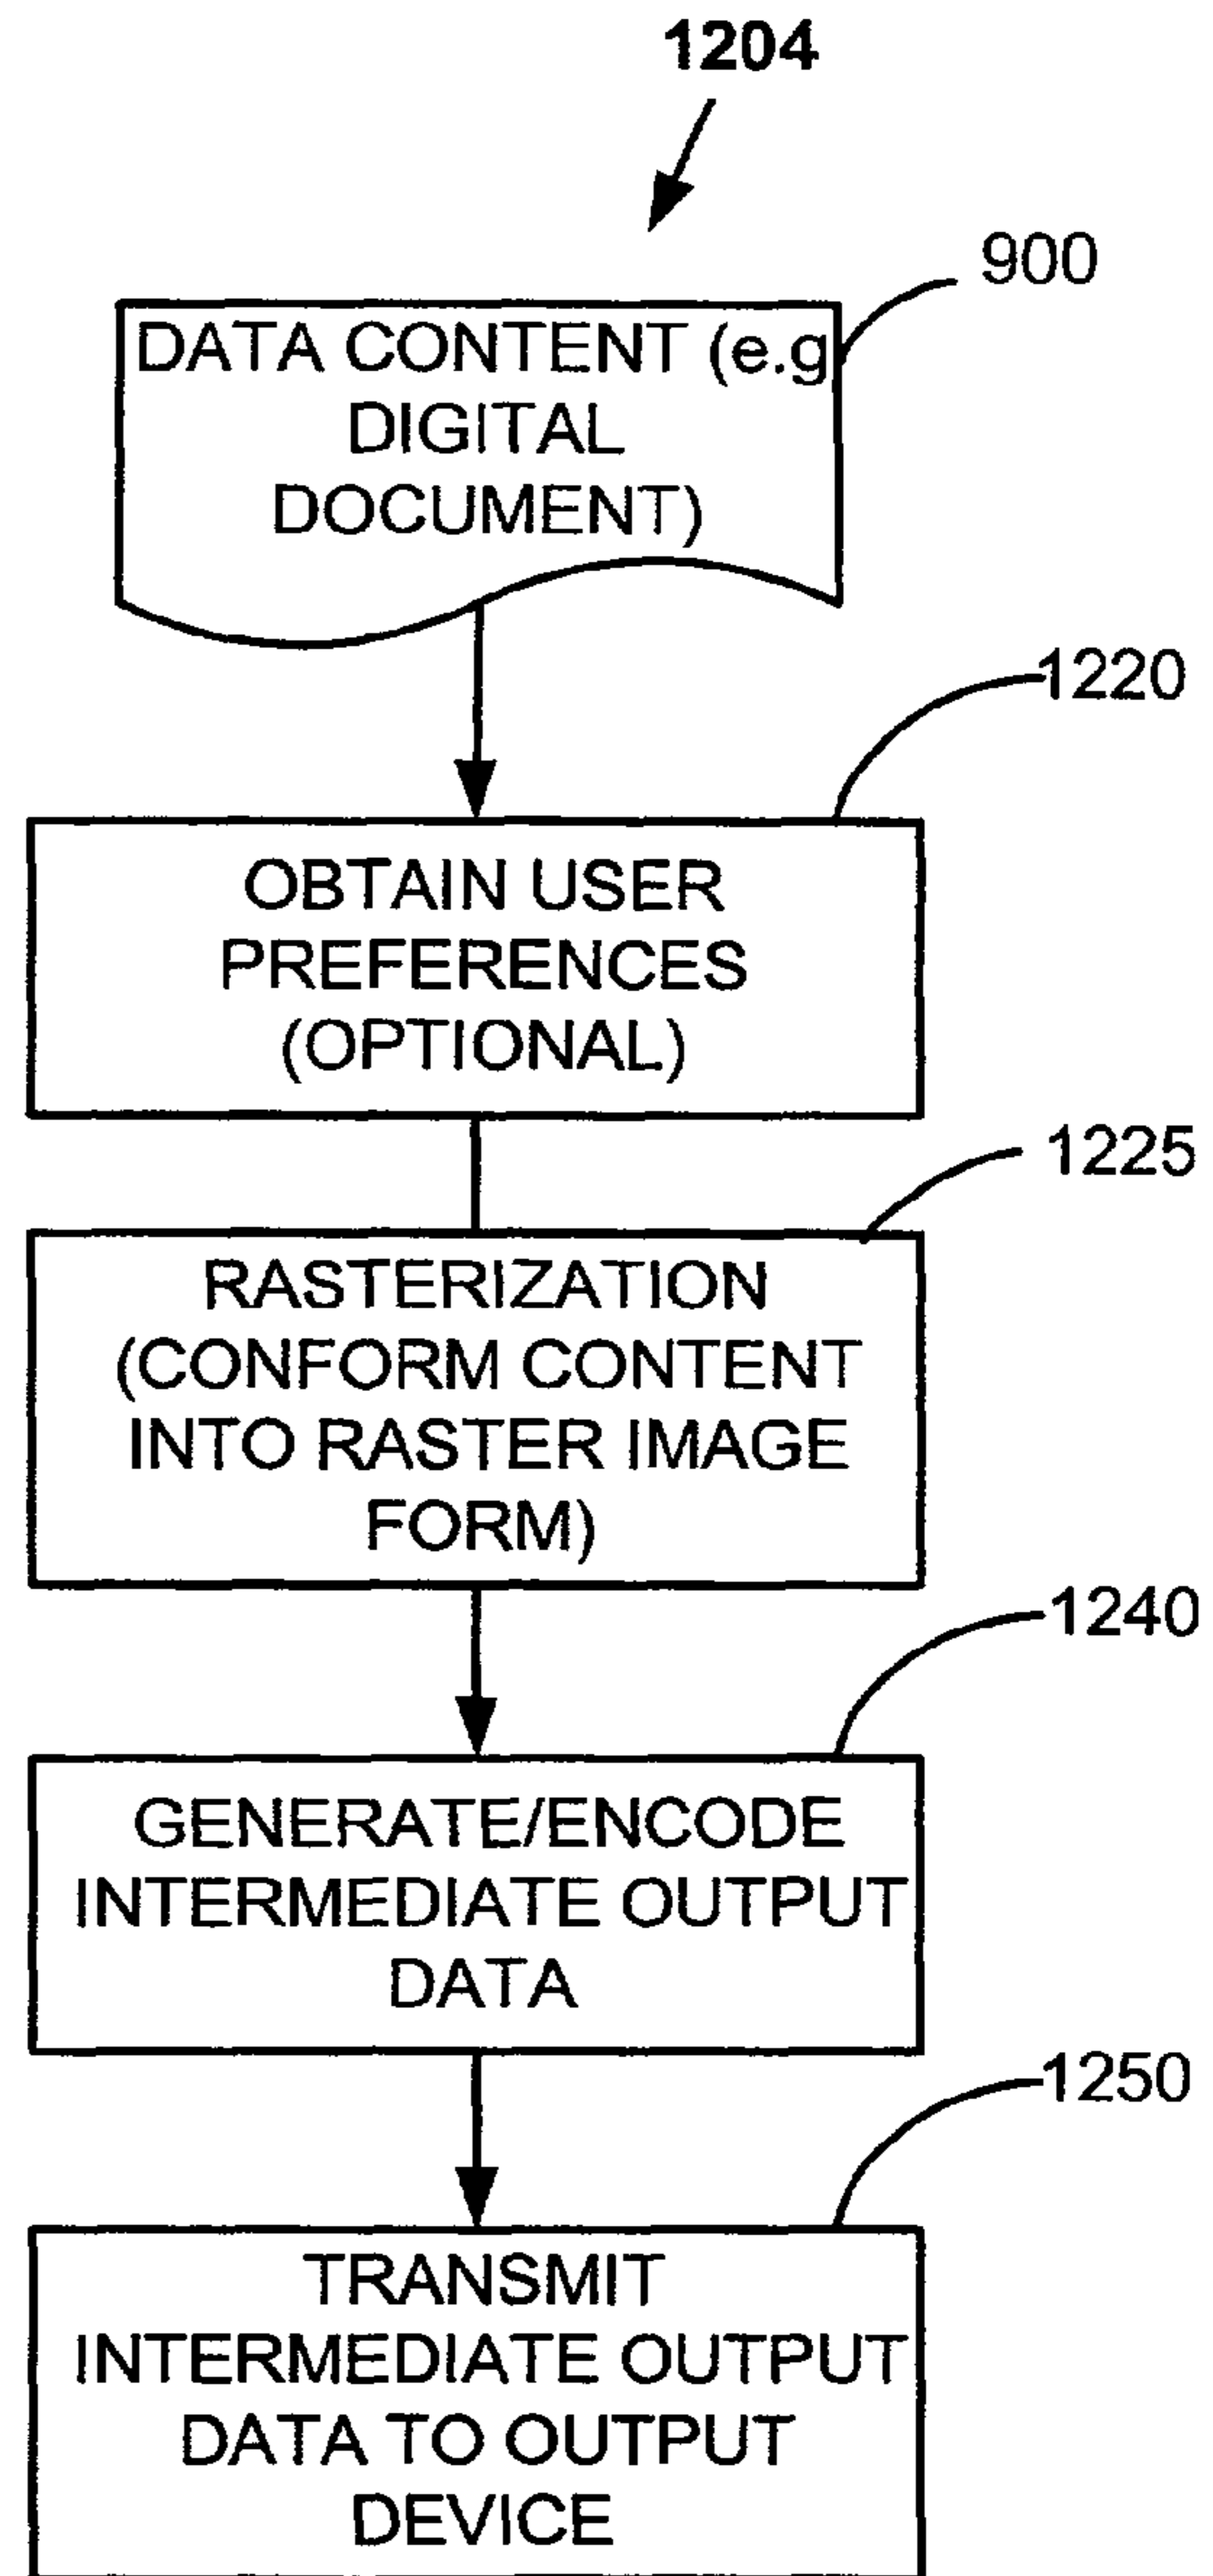 1204
900
DATA CONTENT (e.g
DIGITAL
DOCUMENT)
1220
OBTAIN USER
PREFERENCES
(OPTIONAL)
1225
RASTERIZATION
(CONFORM CONTENT
INTO RASTER IMAGE
FORM)
1240
GENERATE/ENCODE
INTERMEDIATE OUTPUT
DATA
1250
TRANSMIT
INTERMEDIATE OUTPUT
DATA TO OUTPUT
DEVICE